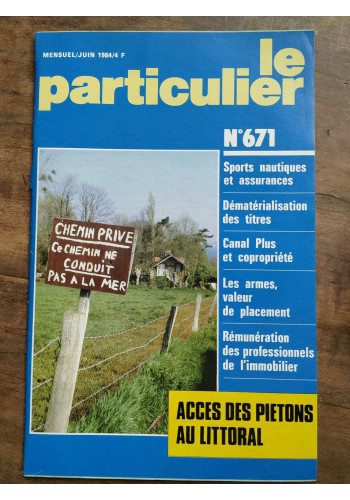 MENSUEL/JUIN 1984/4 F
le
particulier
N°671
Sports nautiques
et assurances
Dématérialisation
des titres
Canal Plus
et copropriété
Les armes,
valeur
de placement
Rémunération
des professionnels
de l'immobilier
CHEMIN PRIVE
CE CHEMIN NE
CONDUIT
PAS A LA MER
ACCES DES PIETONS
AU LITTORAL